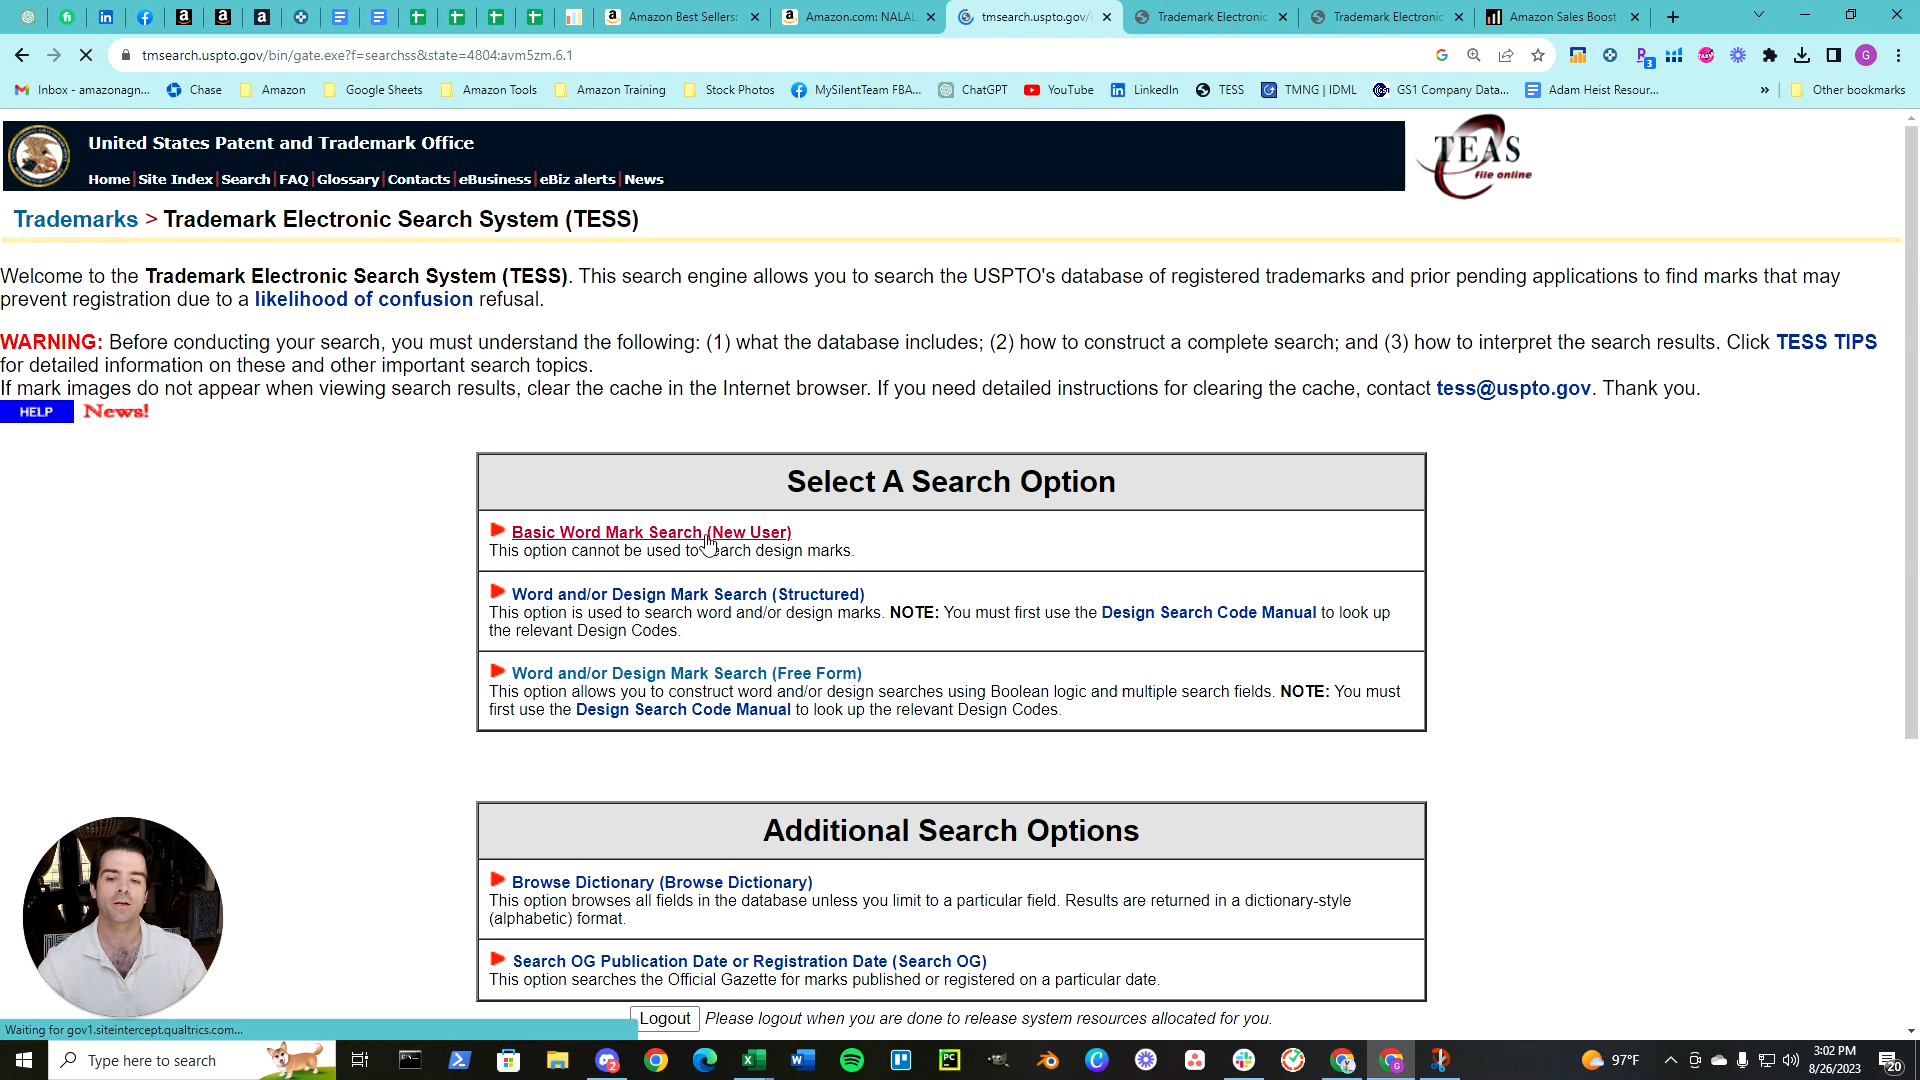 Amazon Best Sellers:
Amazon.com: NALAL
tmsearch.uspto.gov/
Trademark Electronic
Trademark Electronic
Amazon Sales Boost
tmsearch.uspto.gov/bin/gate.exe?f=searchss&state=4804:avm5zm.6.1
G
Inbox - amazonagn...
Chase
Amazon
Google Sheets
Amazon Tools
Amazon Training
Stock Photos
MySilentTeam FBA...
ChatGPT
YouTube
LinkedIn
TESS
TMNG | IDML
GS1 Company Data...
Adam Heist Resour...
»
Other bookmarks
United States Patent and Trademark Office
Home | Site Index | Search | FAQ | Glossary | Contacts | eBusiness | eBiz alerts | News
TEAS
file online
Trademarks > Trademark Electronic Search System (TESS)
Welcome to the Trademark Electronic Search System (TESS). This search engine allows you to search the USPTO's database of registered trademarks and prior pending applications to find marks that may
prevent registration due to a likelihood of confusion refusal.
WARNING: Before conducting your search, you must understand the following: (1) what the database includes; (2) how to construct a complete search; and (3) how to interpret the search results. Click TESS TIPS
for detailed information on these and other important search topics.
If mark images do not appear when viewing search results, clear the cache in the Internet browser. If you need detailed instructions for clearing the cache, contact tess@uspto.gov. Thank you.
HELP News!
Select A Search Option
Basic Word Mark Search (New User)
This option cannot be used to search design marks.
Word and/or Design Mark Search (Structured)
This option is used to search word and/or design marks. NOTE: You must first use the Design Search Code Manual to look up
the relevant Design Codes.
Word and/or Design Mark Search (Free Form)
This option allows you to construct word and/or design searches using Boolean logic and multiple search fields. NOTE: You must
first use the Design Search Code Manual to look up the relevant Design Codes.
Additional Search Options
Browse Dictionary (Browse Dictionary)
This option browses all fields in the database unless you limit to a particular field. Results are returned in a dictionary-style
(alphabetic) format.
Search OG Publication Date or Registration Date (Search OG)
This option searches the Official Gazette for marks published or registered on a particular date.
Logout Please logout when you are done to release system resources allocated for you.
Waiting for gov1.siteintercept.qualtrics.com...
Type here to search
97°F
3:02 PM
8/26/2023
20